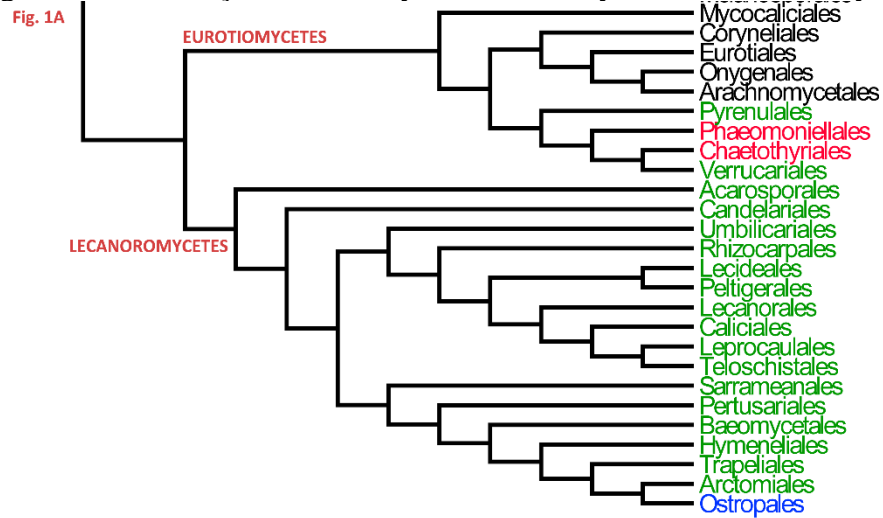 Fig. 1A
EUROTIOMYCETES
LECANOROMYCETES
Mycocaliciales
Coryneliales
Eurotiales
Onygenales
Arachnomycetales
Pyrenulales
Phaeomoniellales
Chaetothyriales
Verrucariales
Acarosporales
Candelariales
Umbilicariales
Rhizocarpales
Lecideales
Peltigerales
Lecanorales
Caliciales
Leprocaulales
Teloschistales
Sarrameanales
Pertusariales
Baeomycetales
Hymeneliales
Trapeliales
Arctomiales
Ostropales